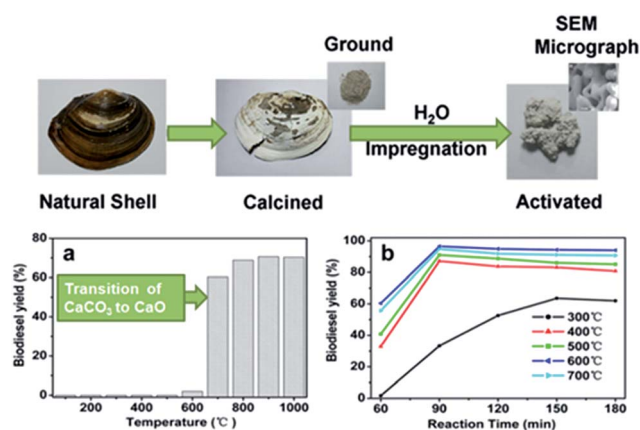 SEM
Micrograph
Ground
H₂O
Impregnation
Natural Shell
Calcined
Activated
a
Biodiesel yield (%)
80
60
40
20
0
Transition of
CaCO₃ to CaO
200 400 600 800 1000
Temperature (℃)
b
Biodiesel yield (%)
100
80
60
40
20
0
300℃
400℃
500℃
600℃
700℃
60 90 120 150 180
Reaction Time (min)